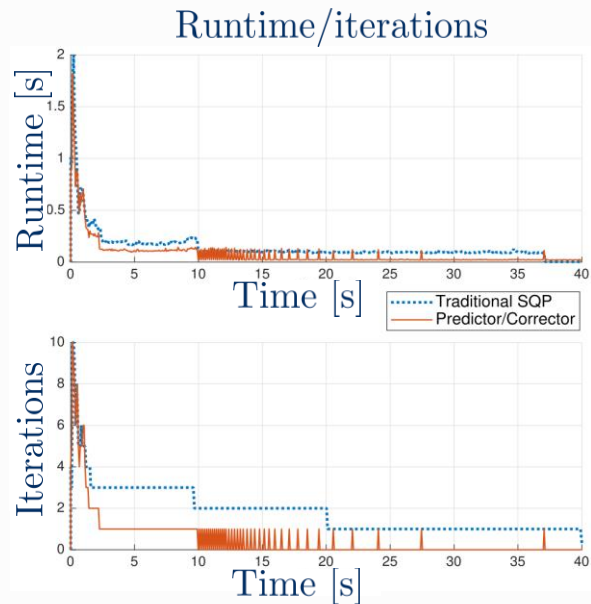 Runtime/iterations
Runtime [s]
2
1.5
1
0.5
0
0 5 10 15 20 25 30 35 40
Time [s]
Traditional SQP
Predictor/Corrector
Iterations
10
8
6
4
2
0
0 5 10 15 20 25 30 35 40
Time [s]